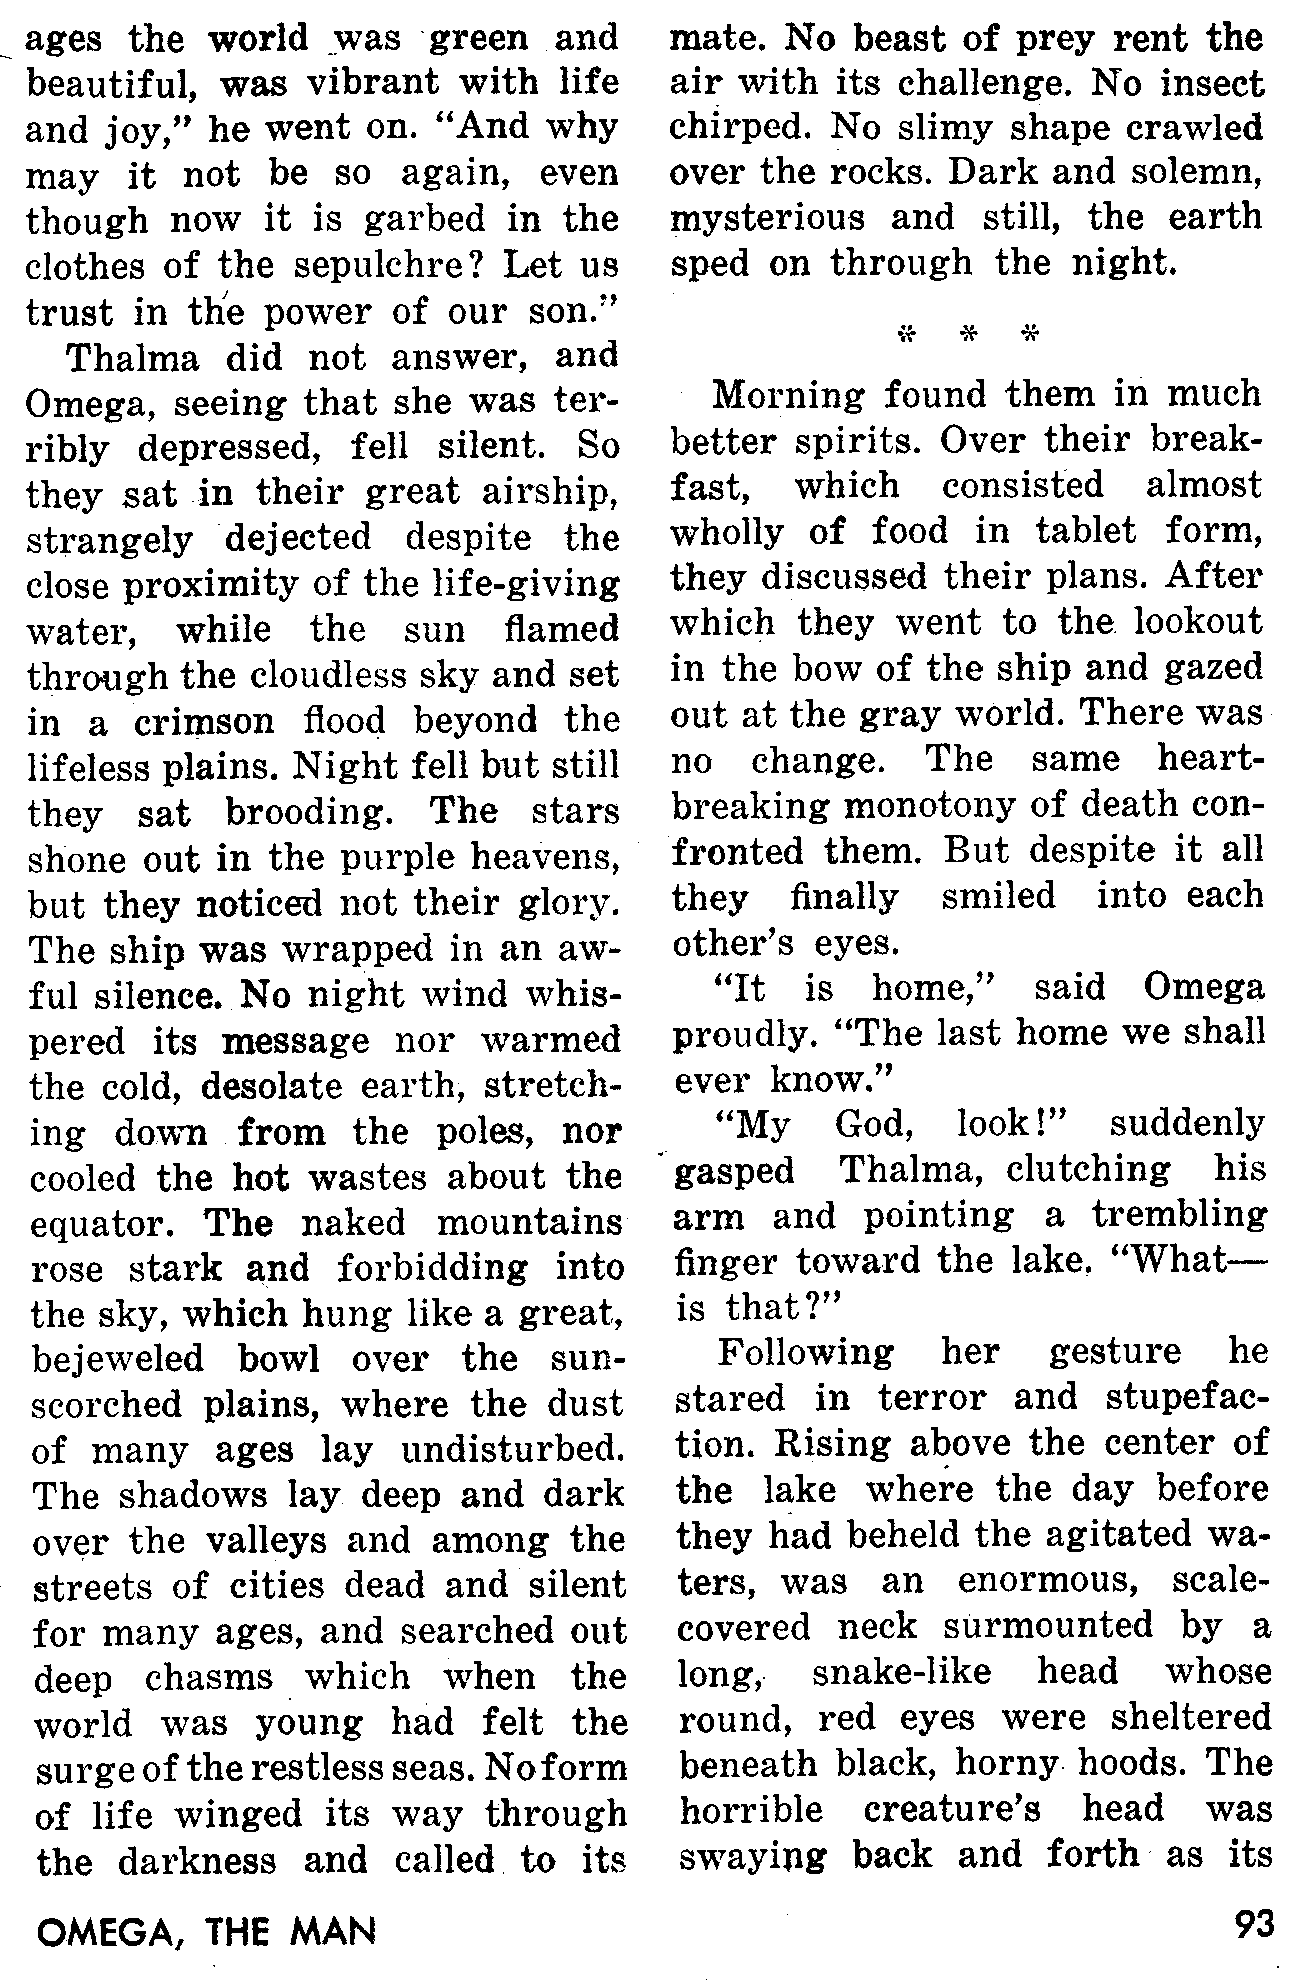 ages the world was green and
beautiful, was vibrant with life
and joy,” he went on. “And why
may it not be so again, even
though now it is garbed in the
clothes of the sepulchre? Let us
trust in the power of our son.”
Thalma did not answer, and
Omega, seeing that she was ter-
ribly depressed, fell silent. So
they sat in their great airship,
strangely dejected despite the
close proximity of the life-giving
water, while the sun flamed
through the cloudless sky and set
in a crimson flood beyond the
lifeless plains. Night fell but still
they sat brooding. The stars
shone out in the purple heavens,
but they noticed not their glory.
The ship was wrapped in an aw-
ful silence. No night wind whis-
pered its message nor warmed
the cold, desolate earth, stretch-
ing down from the poles, nor
cooled the hot wastes about the
equator. The naked mountains
rose stark and forbidding into
the sky, which hung like a great,
bejeweled bowl over the sun-
scorched plains, where the dust
of many ages lay undisturbed.
The shadows lay deep and dark
over the valleys and among the
streets of cities dead and silent
for many ages, and searched out
deep chasms which when the
world was young had felt the
surge of the restless seas. No form
of life winged its way through
the darkness and called to its
mate. No beast of prey rent the
air with its challenge. No insect
chirped. No slimy shape crawled
over the rocks. Dark and solemn,
mysterious and still, the earth
sped on through the night.
* * *
Morning found them in much
better spirits. Over their break-
fast, which consisted almost
wholly of food in tablet form,
they discussed their plans. After
which they went to the lookout
in the bow of the ship and gazed
out at the gray world. There was
no change. The same heart-
breaking monotony of death con-
fronted them. But despite it all
they finally smiled into each
other’s eyes.
“It is home,” said Omega
proudly. “The last home we shall
ever know.”
“My God, look!” suddenly
gasped Thalma, clutching his
arm and pointing a trembling
finger toward the lake. “What—
is that?”
Following her gesture he
stared in terror and stupefac-
tion. Rising above the center of
the lake where the day before
they had beheld the agitated wa-
ters, was an enormous, scale-
covered neck surmounted by a
long, snake-like head whose
round, red eyes were sheltered
beneath black, horny hoods. The
horrible creature’s head was
swaying back and forth as its
OMEGA, THE MAN
93